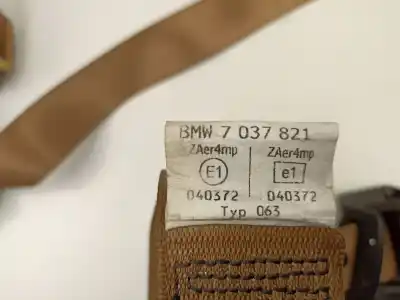 BMW 7 037 821
ZAer4mp ZAer4mp
E1 e1
040372 040372
Typ 063